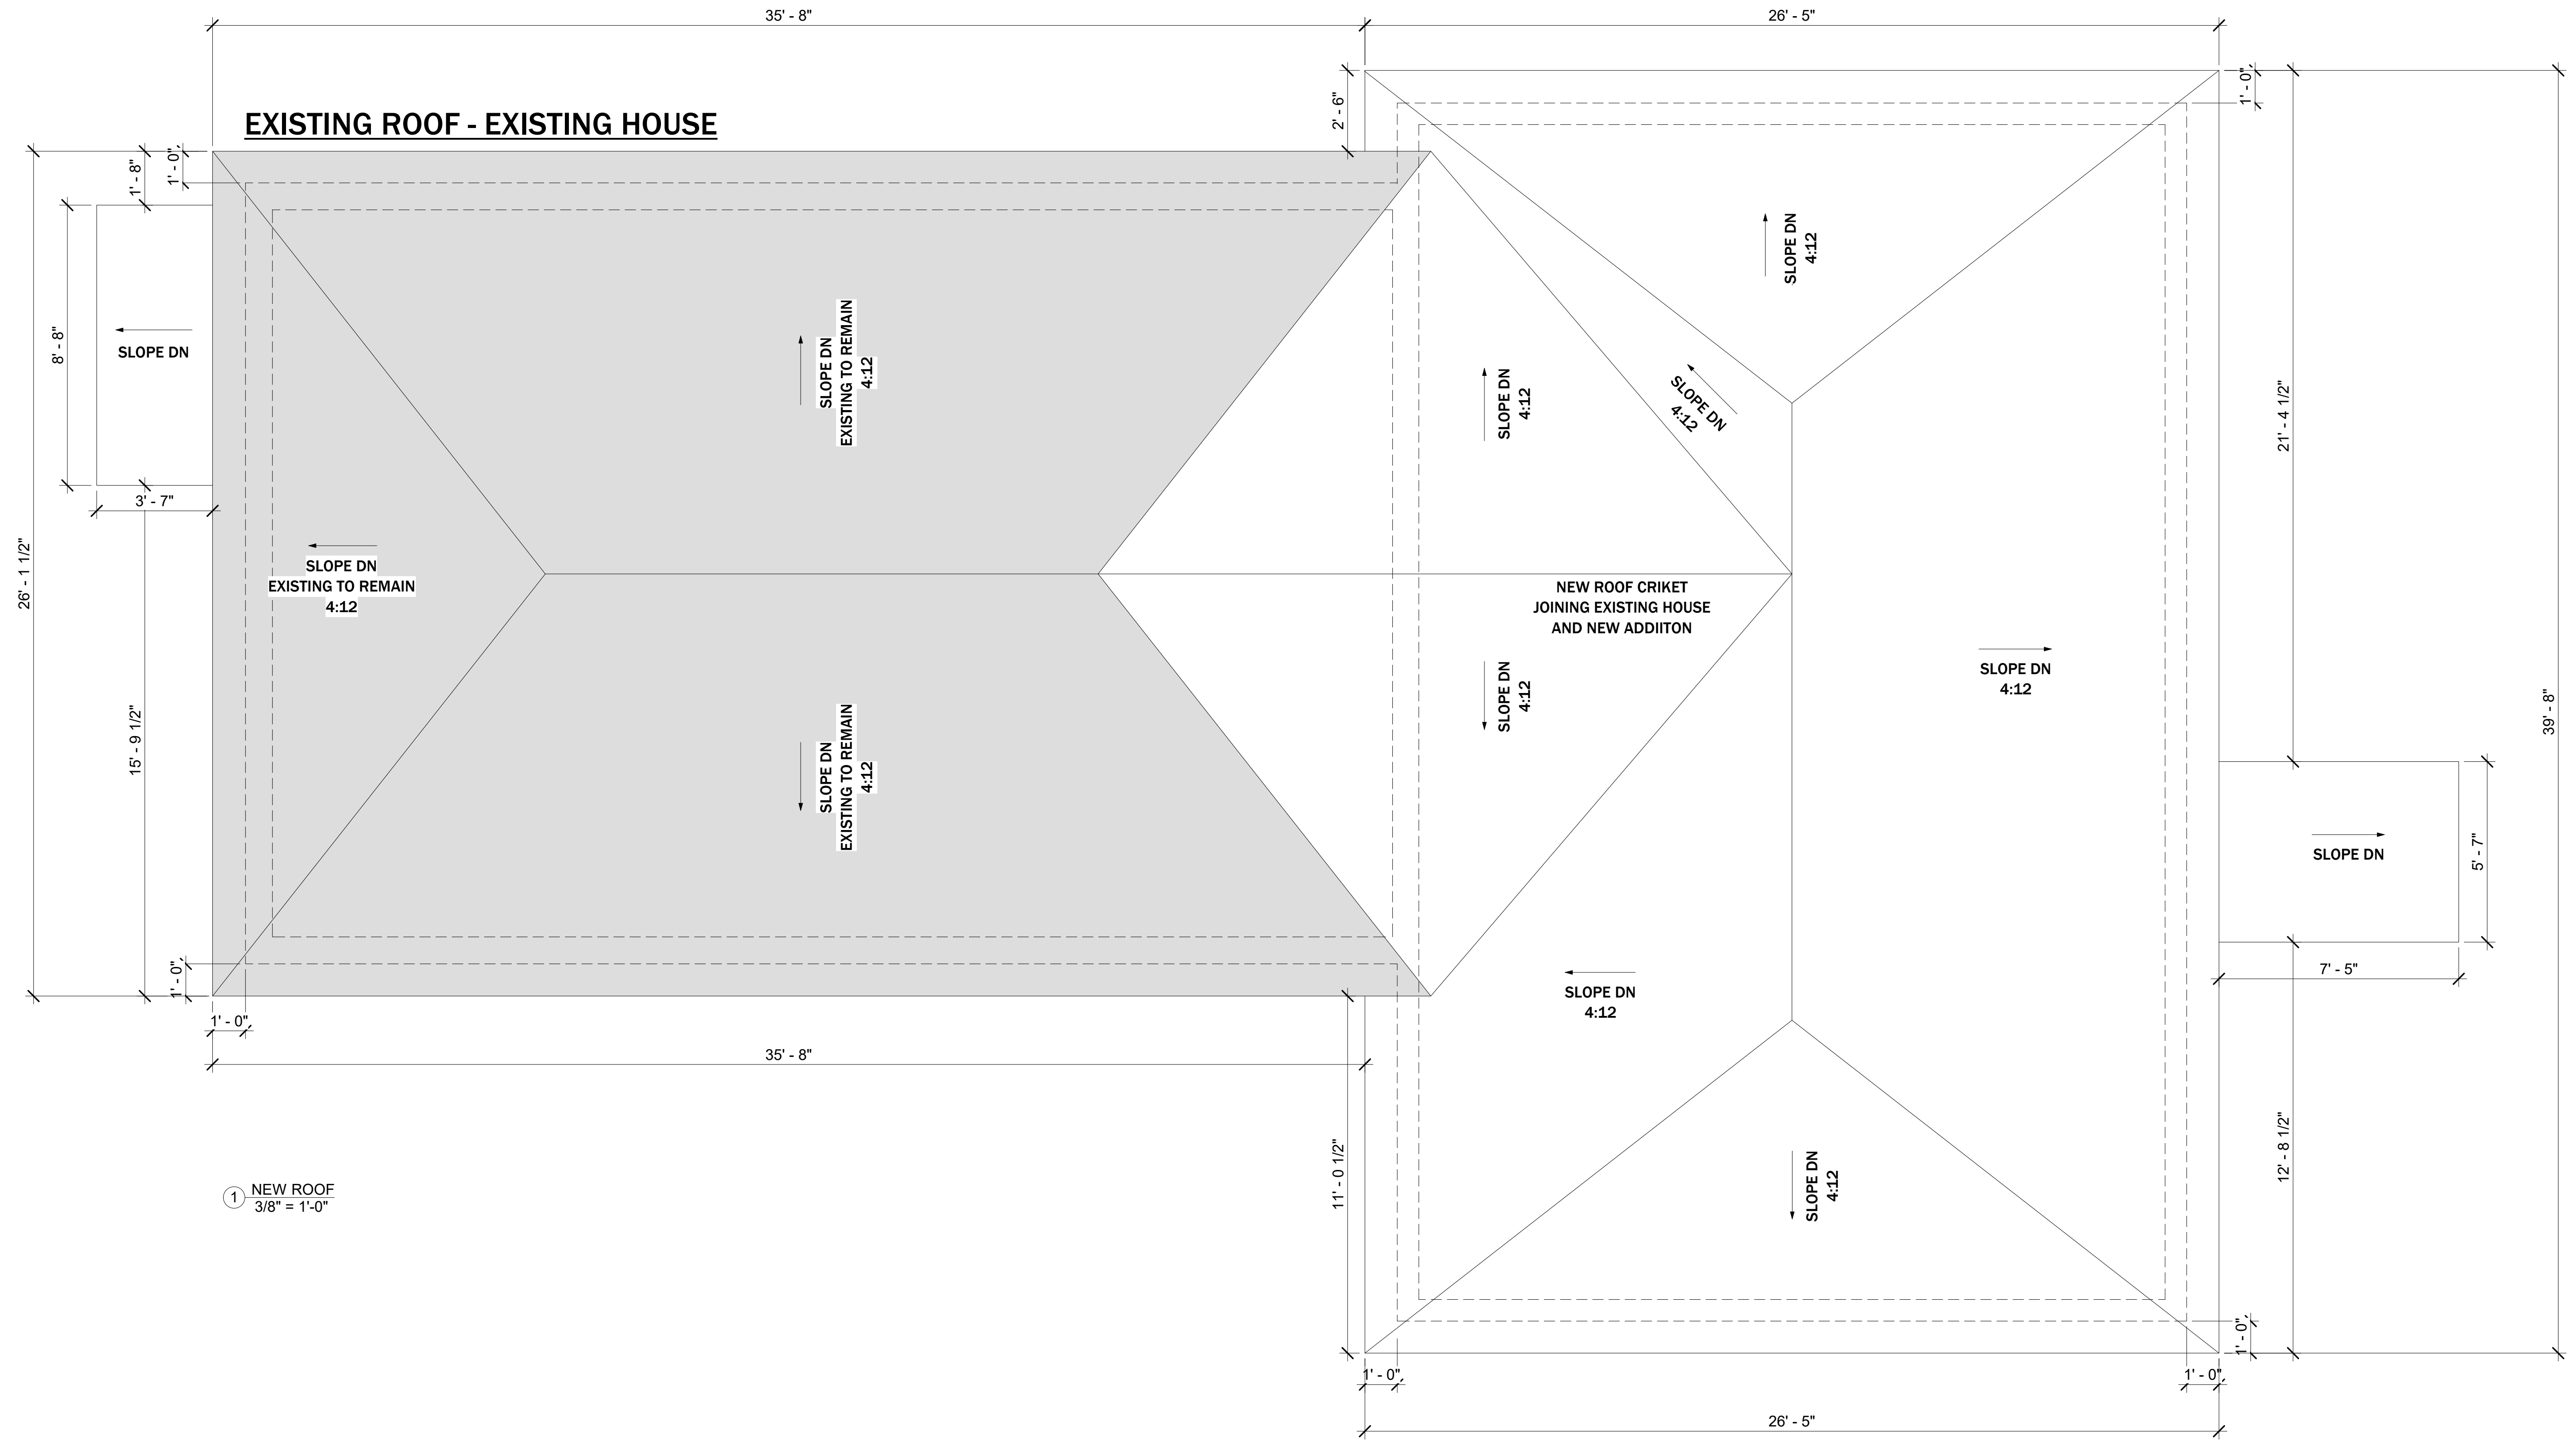 35' - 8"
26' - 5"
EXISTING ROOF - EXISTING HOUSE
2' - 6"
1' - 0"
1' - 8"
1' - 0"
8' - 8"
SLOPE DN
3' - 7"
26' - 1 1/2"
15' - 9 1/2"
1' - 0"
1' - 0"
SLOPE DN
EXISTING TO REMAIN
4:12
SLOPE DN
EXISTING TO REMAIN
4:12
SLOPE DN
EXISTING TO REMAIN
4:12
SLOPE DN
4:12
SLOPE DN
4:12
SLOPE DN
4:12
NEW ROOF CRIKET
JOINING EXISTING HOUSE
AND NEW ADDIITON
SLOPE DN
4:12
SLOPE DN
4:12
SLOPE DN
4:12
SLOPE DN
4:12
21' - 4 1/2"
39' - 8"
SLOPE DN
5' - 7"
7' - 5"
12' - 8 1/2"
35' - 8"
11' - 0 1/2"
1' - 0"
1' - 0"
1' - 0"
26' - 5"
1
NEW ROOF
3/8" = 1'-0"